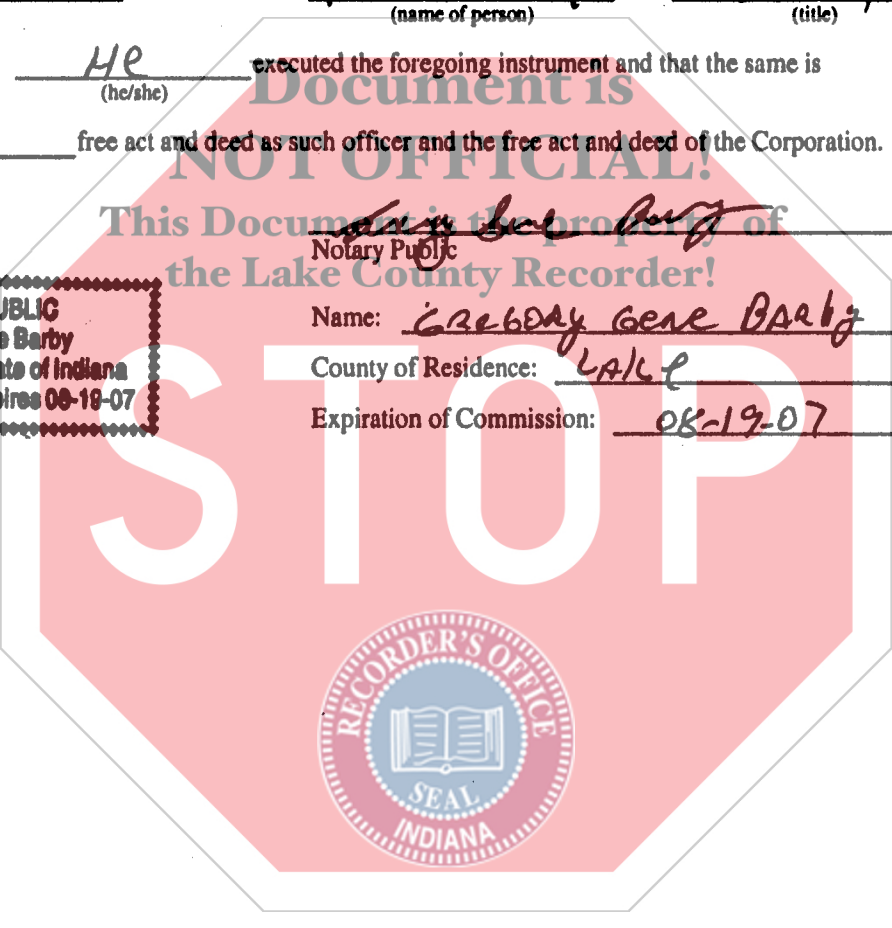 (name of person) (title)
He executed the foregoing instrument and that the same is
(he/she)
Document is
free act and deed as such officer and the free act and deed of the Corporation.
NOT OFFICIAL!
This Document is the property of
Notary Public
the Lake County Recorder!
UBLIC
e Barby
te of Indiana
ires 08-19-07
Name: GREGORY GENE BARby
County of Residence: LAKe
Expiration of Commission: 08-19-07
STOP
RECORDER'S OFFICE
SEAL
INDIANA